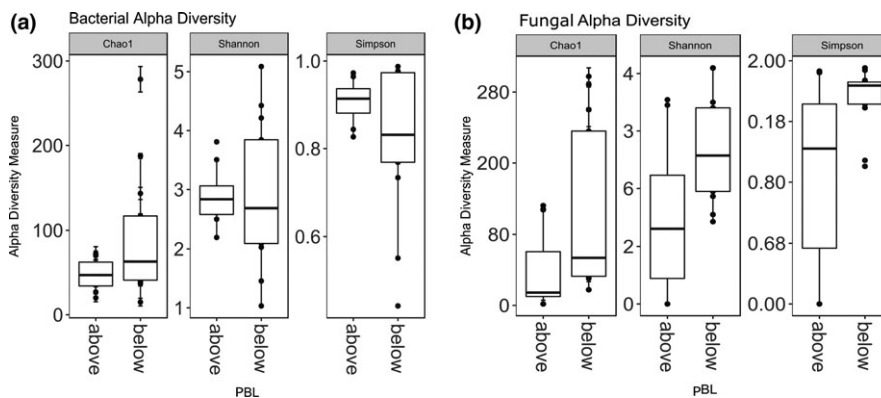 (a) Bacterial Alpha Diversity
Chao1
Shannon
Simpson
Alpha Diversity Measure
300
200
100
0
5
4
3
2
1
1.0
0.8
0.6
above
below
above
below
above
below
PBL
(b) Fungal Alpha Diversity
Chao1
Shannon
Simpson
Alpha Diversity Measure
280
200
80
0
4
3
6
2
0
2.00
0.18
0.80
0.68
0.00
above
below
above
below
above
below
PBL